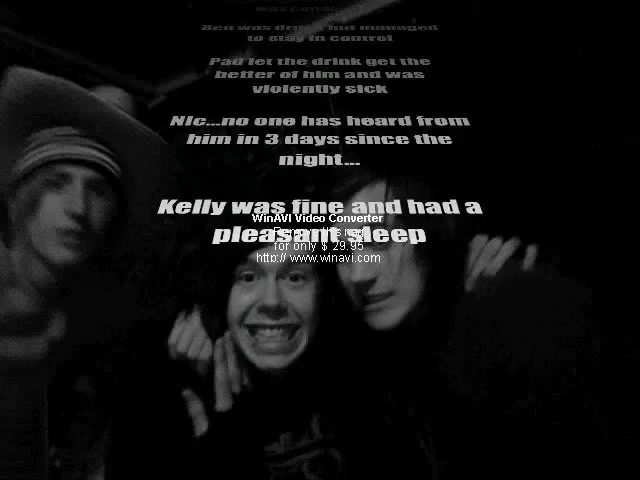 was
Ben was drunk but managed
to stay in control
Pad let the drink get the
better of him and was
violently sick
Nic...no one has heard from
him in 3 days since the
night...
Kelly was fine and had a
WinAVI Video Converter
pleasant sleep
for only $ 29.95
http:// www.winavi.com